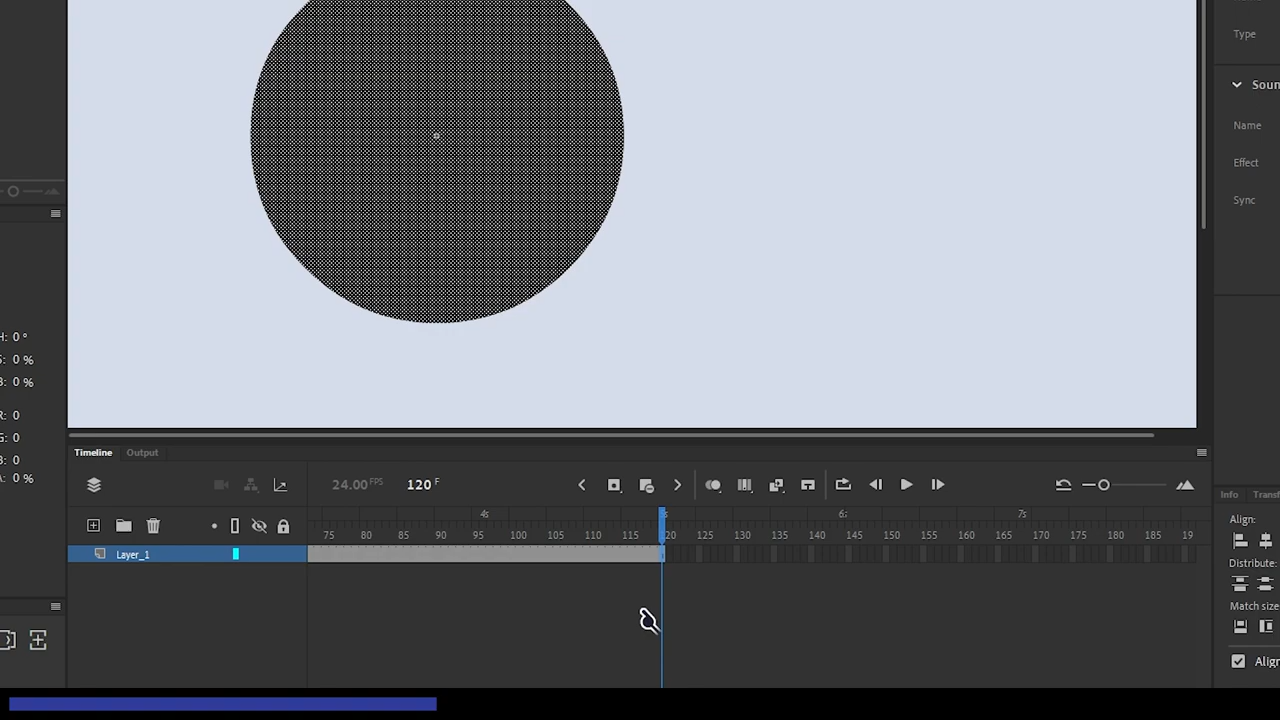 Type
Soun
Name
Effect
Sync
H: 0 °
S: 0 %
B: 0 %
R: 0
G: 0
B: 0
A: 0 %
Timeline Output
24.00 FPS 120 F
4s 6s 7s
75 80 85 90 95 100 105 110 115 120 125 130 135 140 145 150 155 160 165 170 175 180 185 19
Layer_1
Info Transf
Align:
Distribute:
Match size
Align